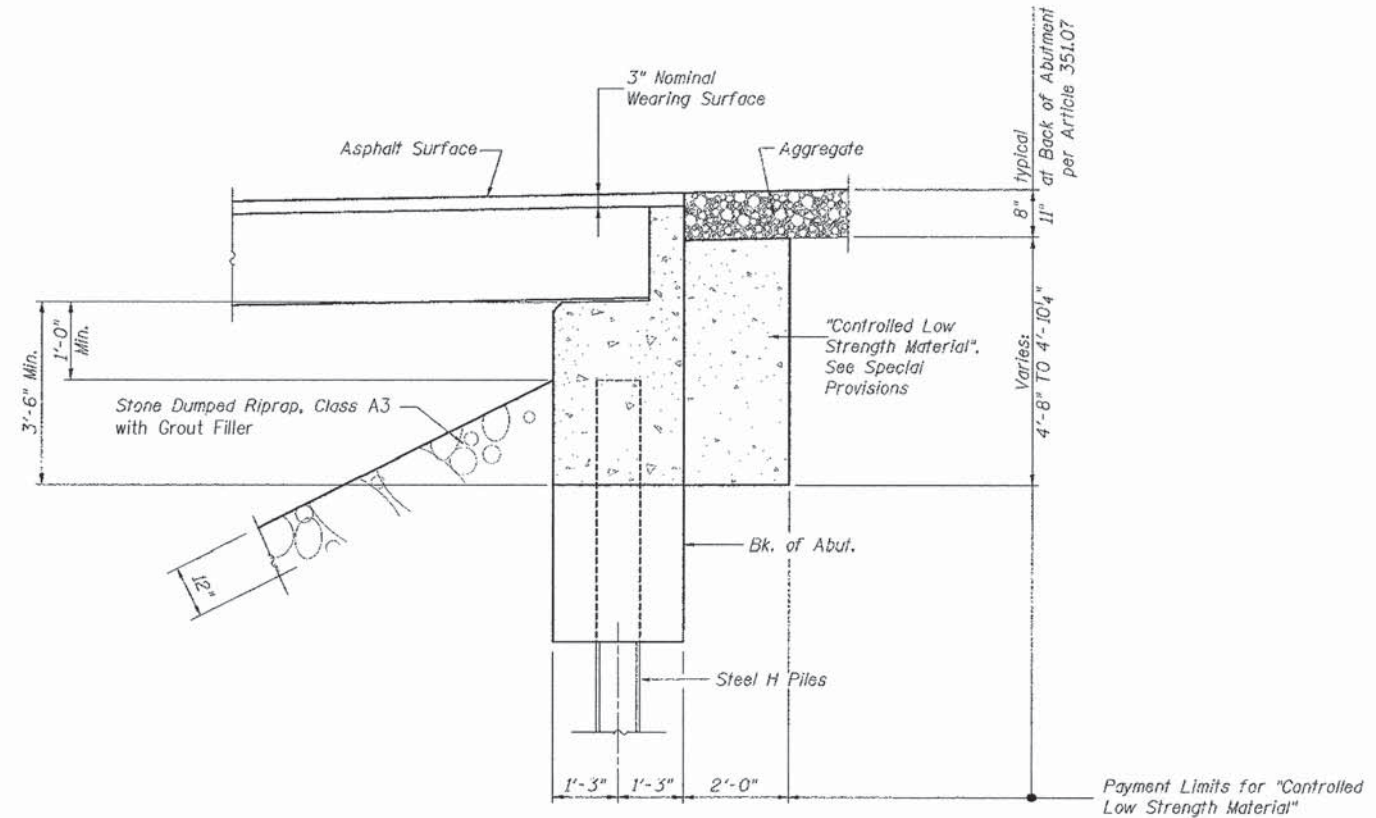 3" Nominal
Wearing Surface
Asphalt Surface
Aggregate
8" typical
11" at Back of Abutment
per Article 351.07
1'-0"
Min.
3'-6" Min.
Stone Dumped Riprap, Class A3
with Grout Filler
"Controlled Low
Strength Material".
See Special
Provisions
Varies:
4'-8" TO 4'-10¼"
12"
Bk. of Abut.
Steel H Piles
1'-3"
1'-3"
2'-0"
Payment Limits for "Controlled
Low Strength Material"